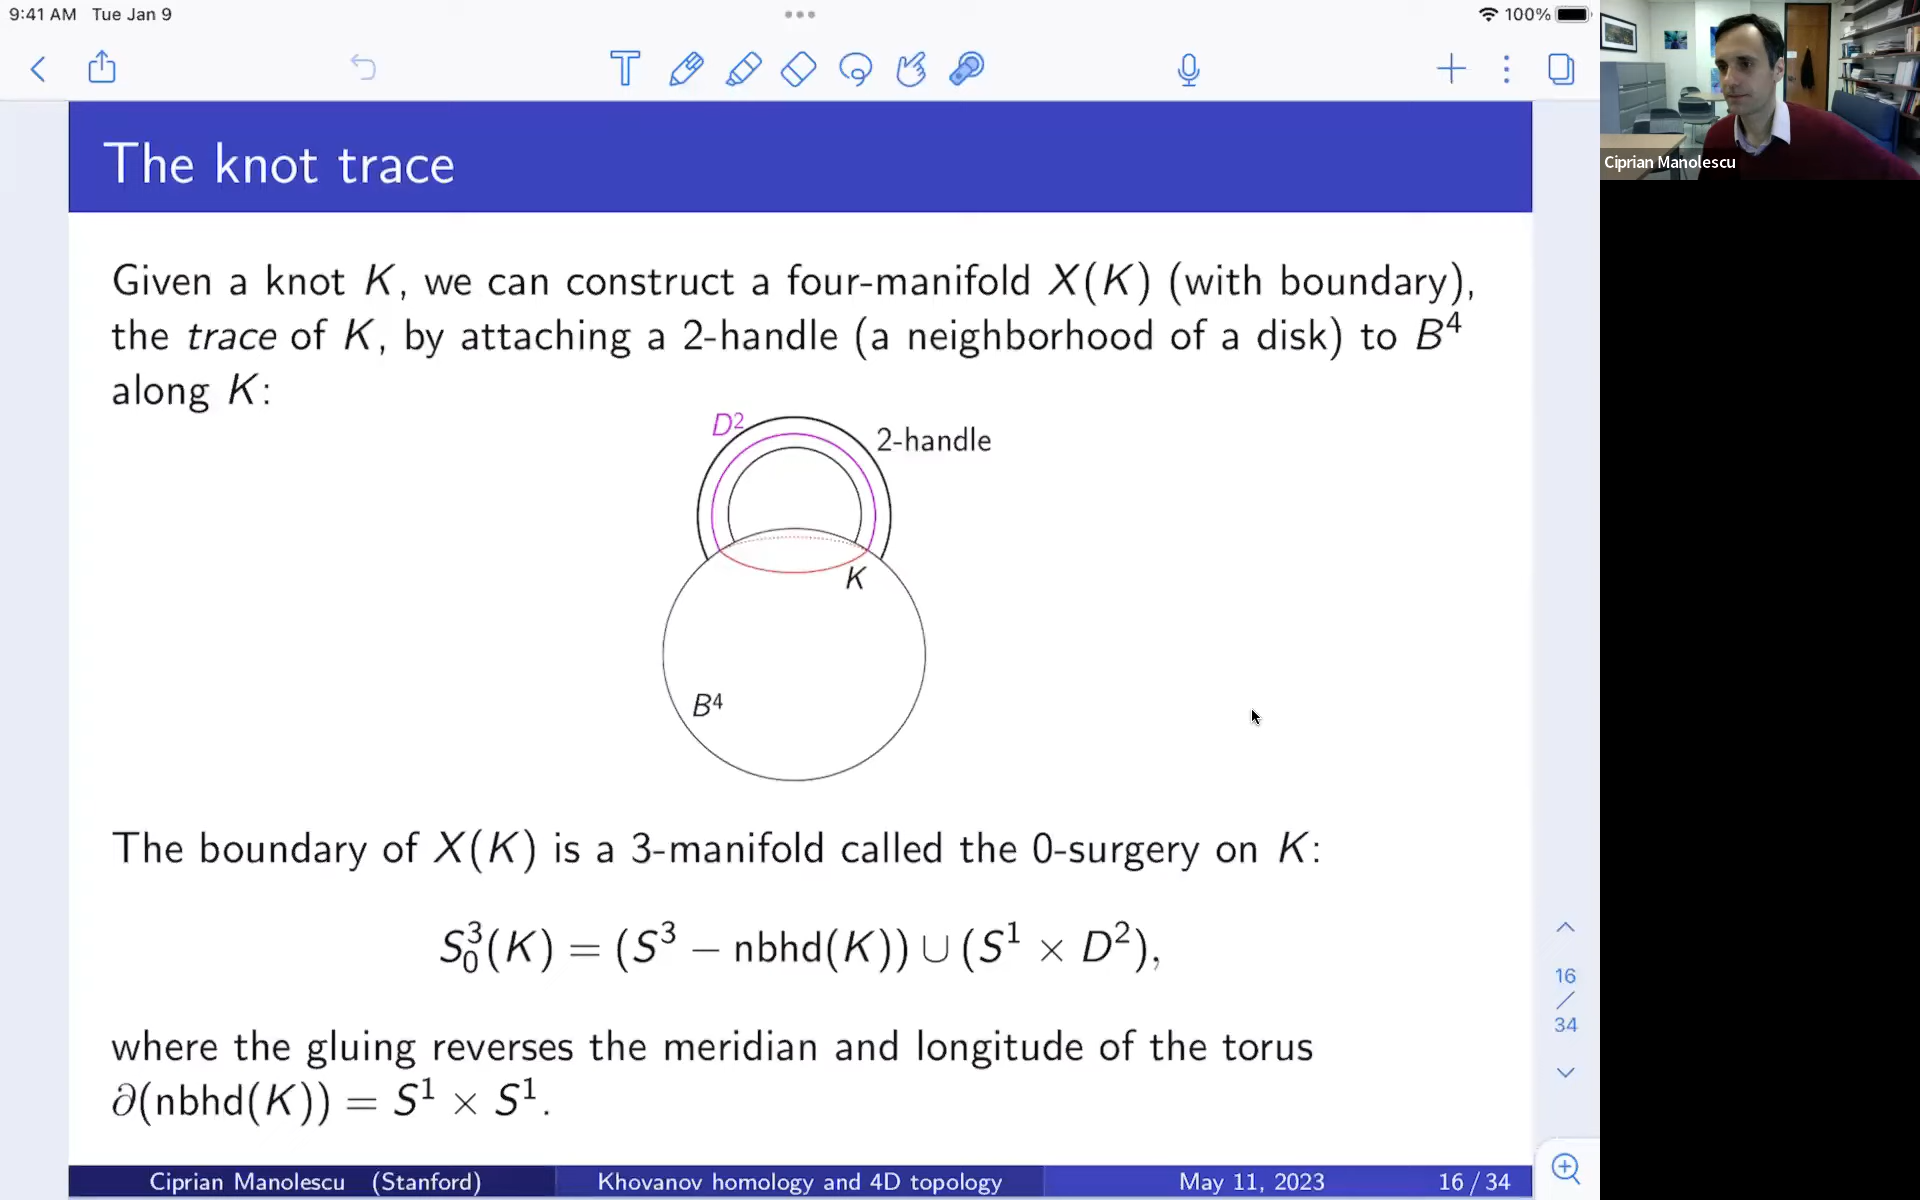 9:41 AM Tue Jan 9
100%
The knot trace
Ciprian Manolescu
Given a knot K, we can construct a four-manifold X(K) (with boundary),
the trace of K, by attaching a 2-handle (a neighborhood of a disk) to B⁴
along K:
D²
2-handle
K
B⁴
The boundary of X(K) is a 3-manifold called the 0-surgery on K:
S³₀(K) = (S³ − nbhd(K)) ∪ (S¹ × D²),
where the gluing reverses the meridian and longitude of the torus
∂(nbhd(K)) = S¹ × S¹.
16
/
34
Ciprian Manolescu (Stanford) Khovanov homology and 4D topology May 11, 2023 16 / 34